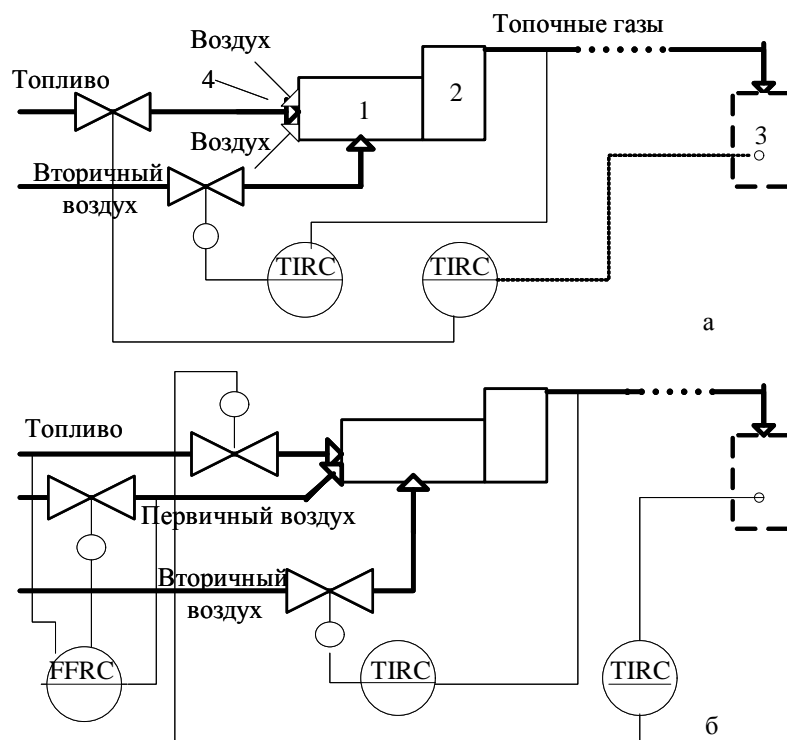 Топочные газы
Воздух
4
Топливо
1
2
3
Воздух
Вторичный
воздух
TIRC
TIRC
а
Топливо
Первичный воздух
Вторичный
воздух
FFRC
TIRC
TIRC
б